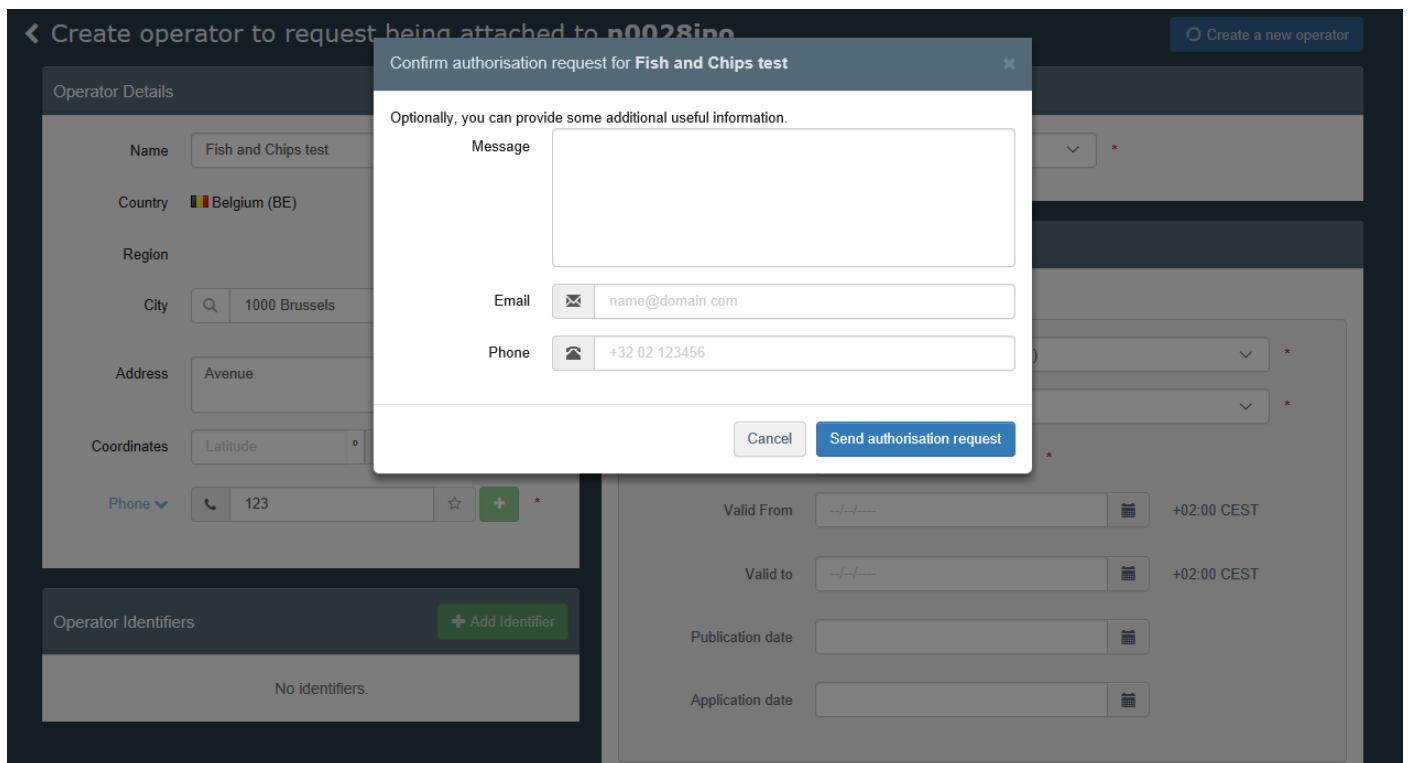 Create operator to request being attached to n0028ipo
Create a new operator
Confirm authorisation request for Fish and Chips test
Optionally, you can provide some additional useful information.
Message
Email name@domain.com
Phone +32 02 123456
Cancel Send authorisation request
Operator Details
Name Fish and Chips test
*
Country Belgium (BE)
Region
City 1000 Brussels
Address Avenue
Coordinates Latitude °
Phone 123 *
Operator Identifiers
Add Identifier
No identifiers.
) *
*
*
Valid From --/--/---- +02:00 CEST
Valid to --/--/---- +02:00 CEST
Publication date
Application date